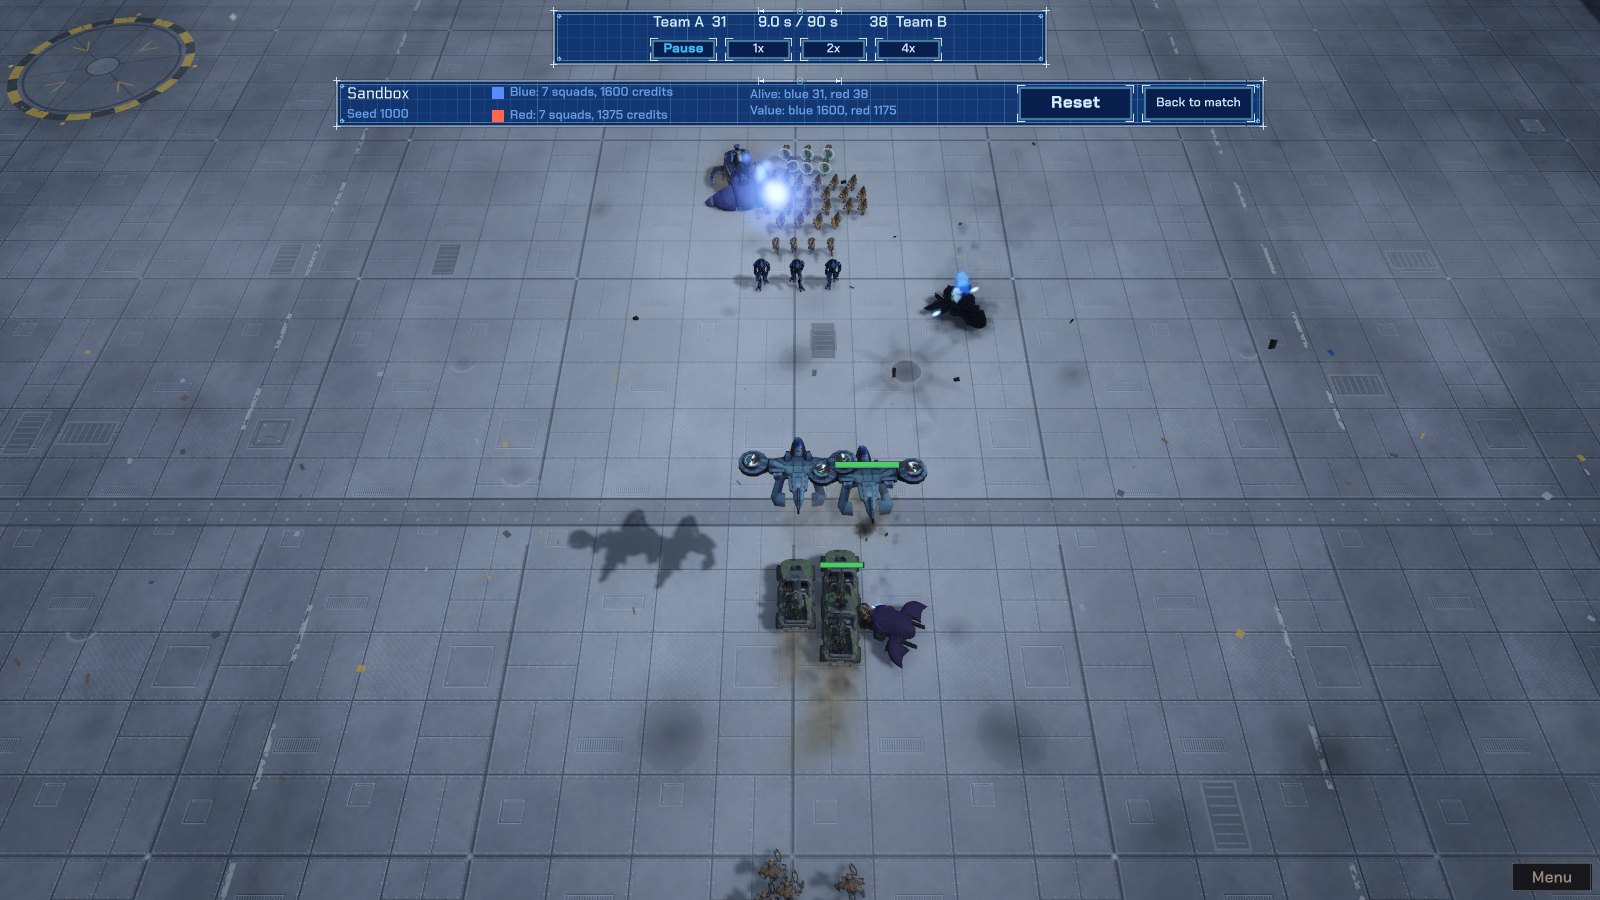 Team A 31 9.0 s / 90 s 38 Team B
Pause 1x 2x 4x
Sandbox
Seed 1000
Blue: 7 squads, 1600 credits
Red: 7 squads, 1375 credits
Alive: blue 31, red 38
Value: blue 1600, red 1175
Reset
Back to match
Menu